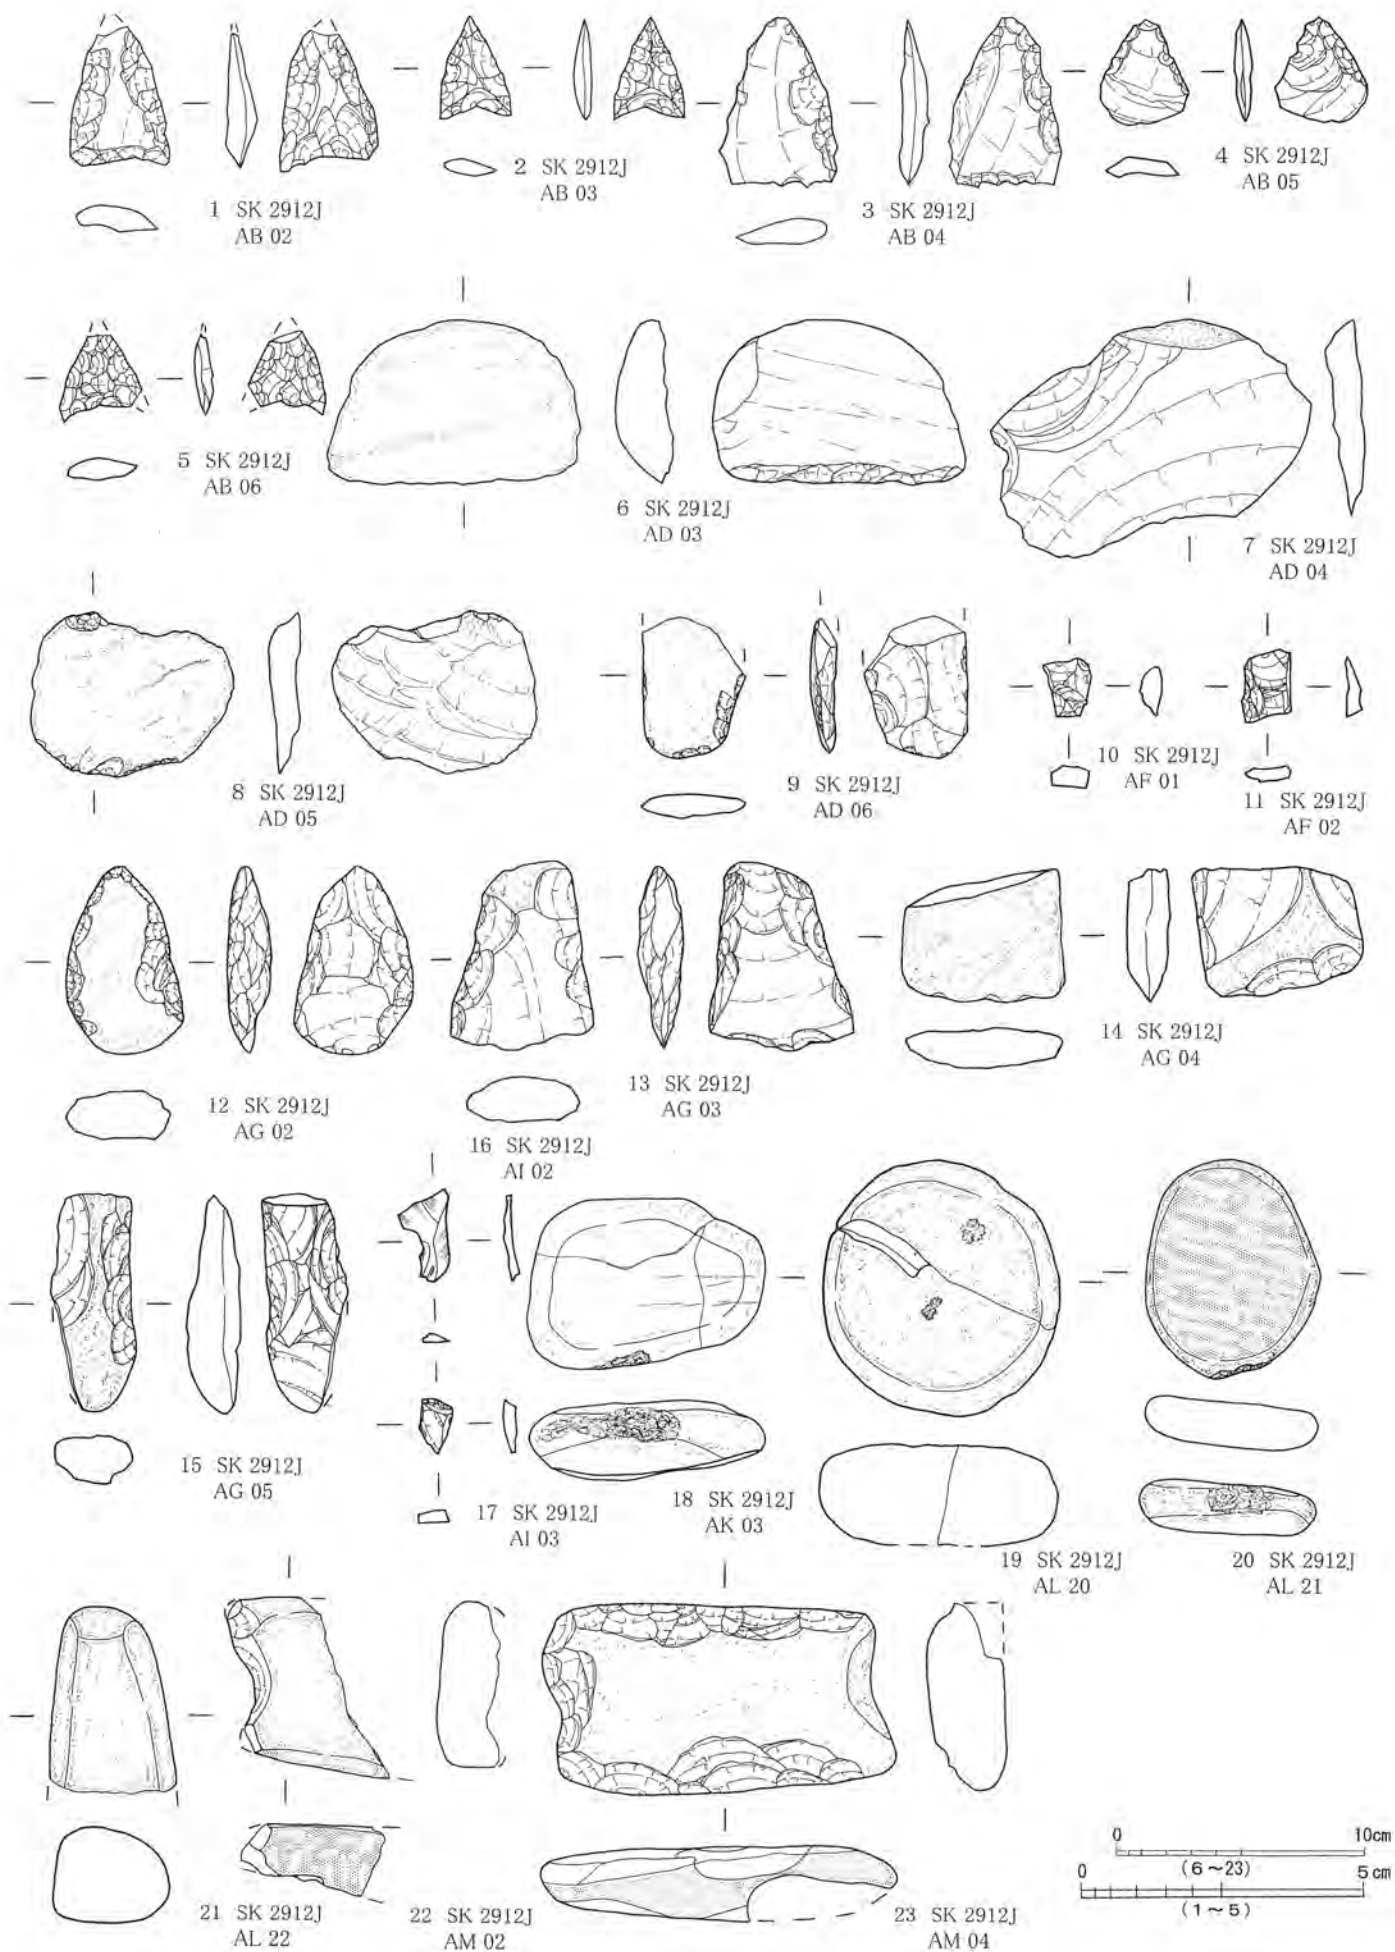 1 SK 2912J
AB 02
2 SK 2912J
AB 03
3 SK 2912J
AB 04
4 SK 2912J
AB 05
5 SK 2912J
AB 06
6 SK 2912J
AD 03
7 SK 2912J
AD 04
8 SK 2912J
AD 05
9 SK 2912J
AD 06
10 SK 2912J
AF 01
11 SK 2912J
AF 02
12 SK 2912J
AG 02
13 SK 2912J
AG 03
14 SK 2912J
AG 04
16 SK 2912J
AI 02
15 SK 2912J
AG 05
17 SK 2912J
AI 03
18 SK 2912J
AK 03
19 SK 2912J
AL 20
20 SK 2912J
AL 21
21 SK 2912J
AL 22
22 SK 2912J
AM 02
23 SK 2912J
AM 04
0 10cm
(6~23)
0 5cm
(1~5)